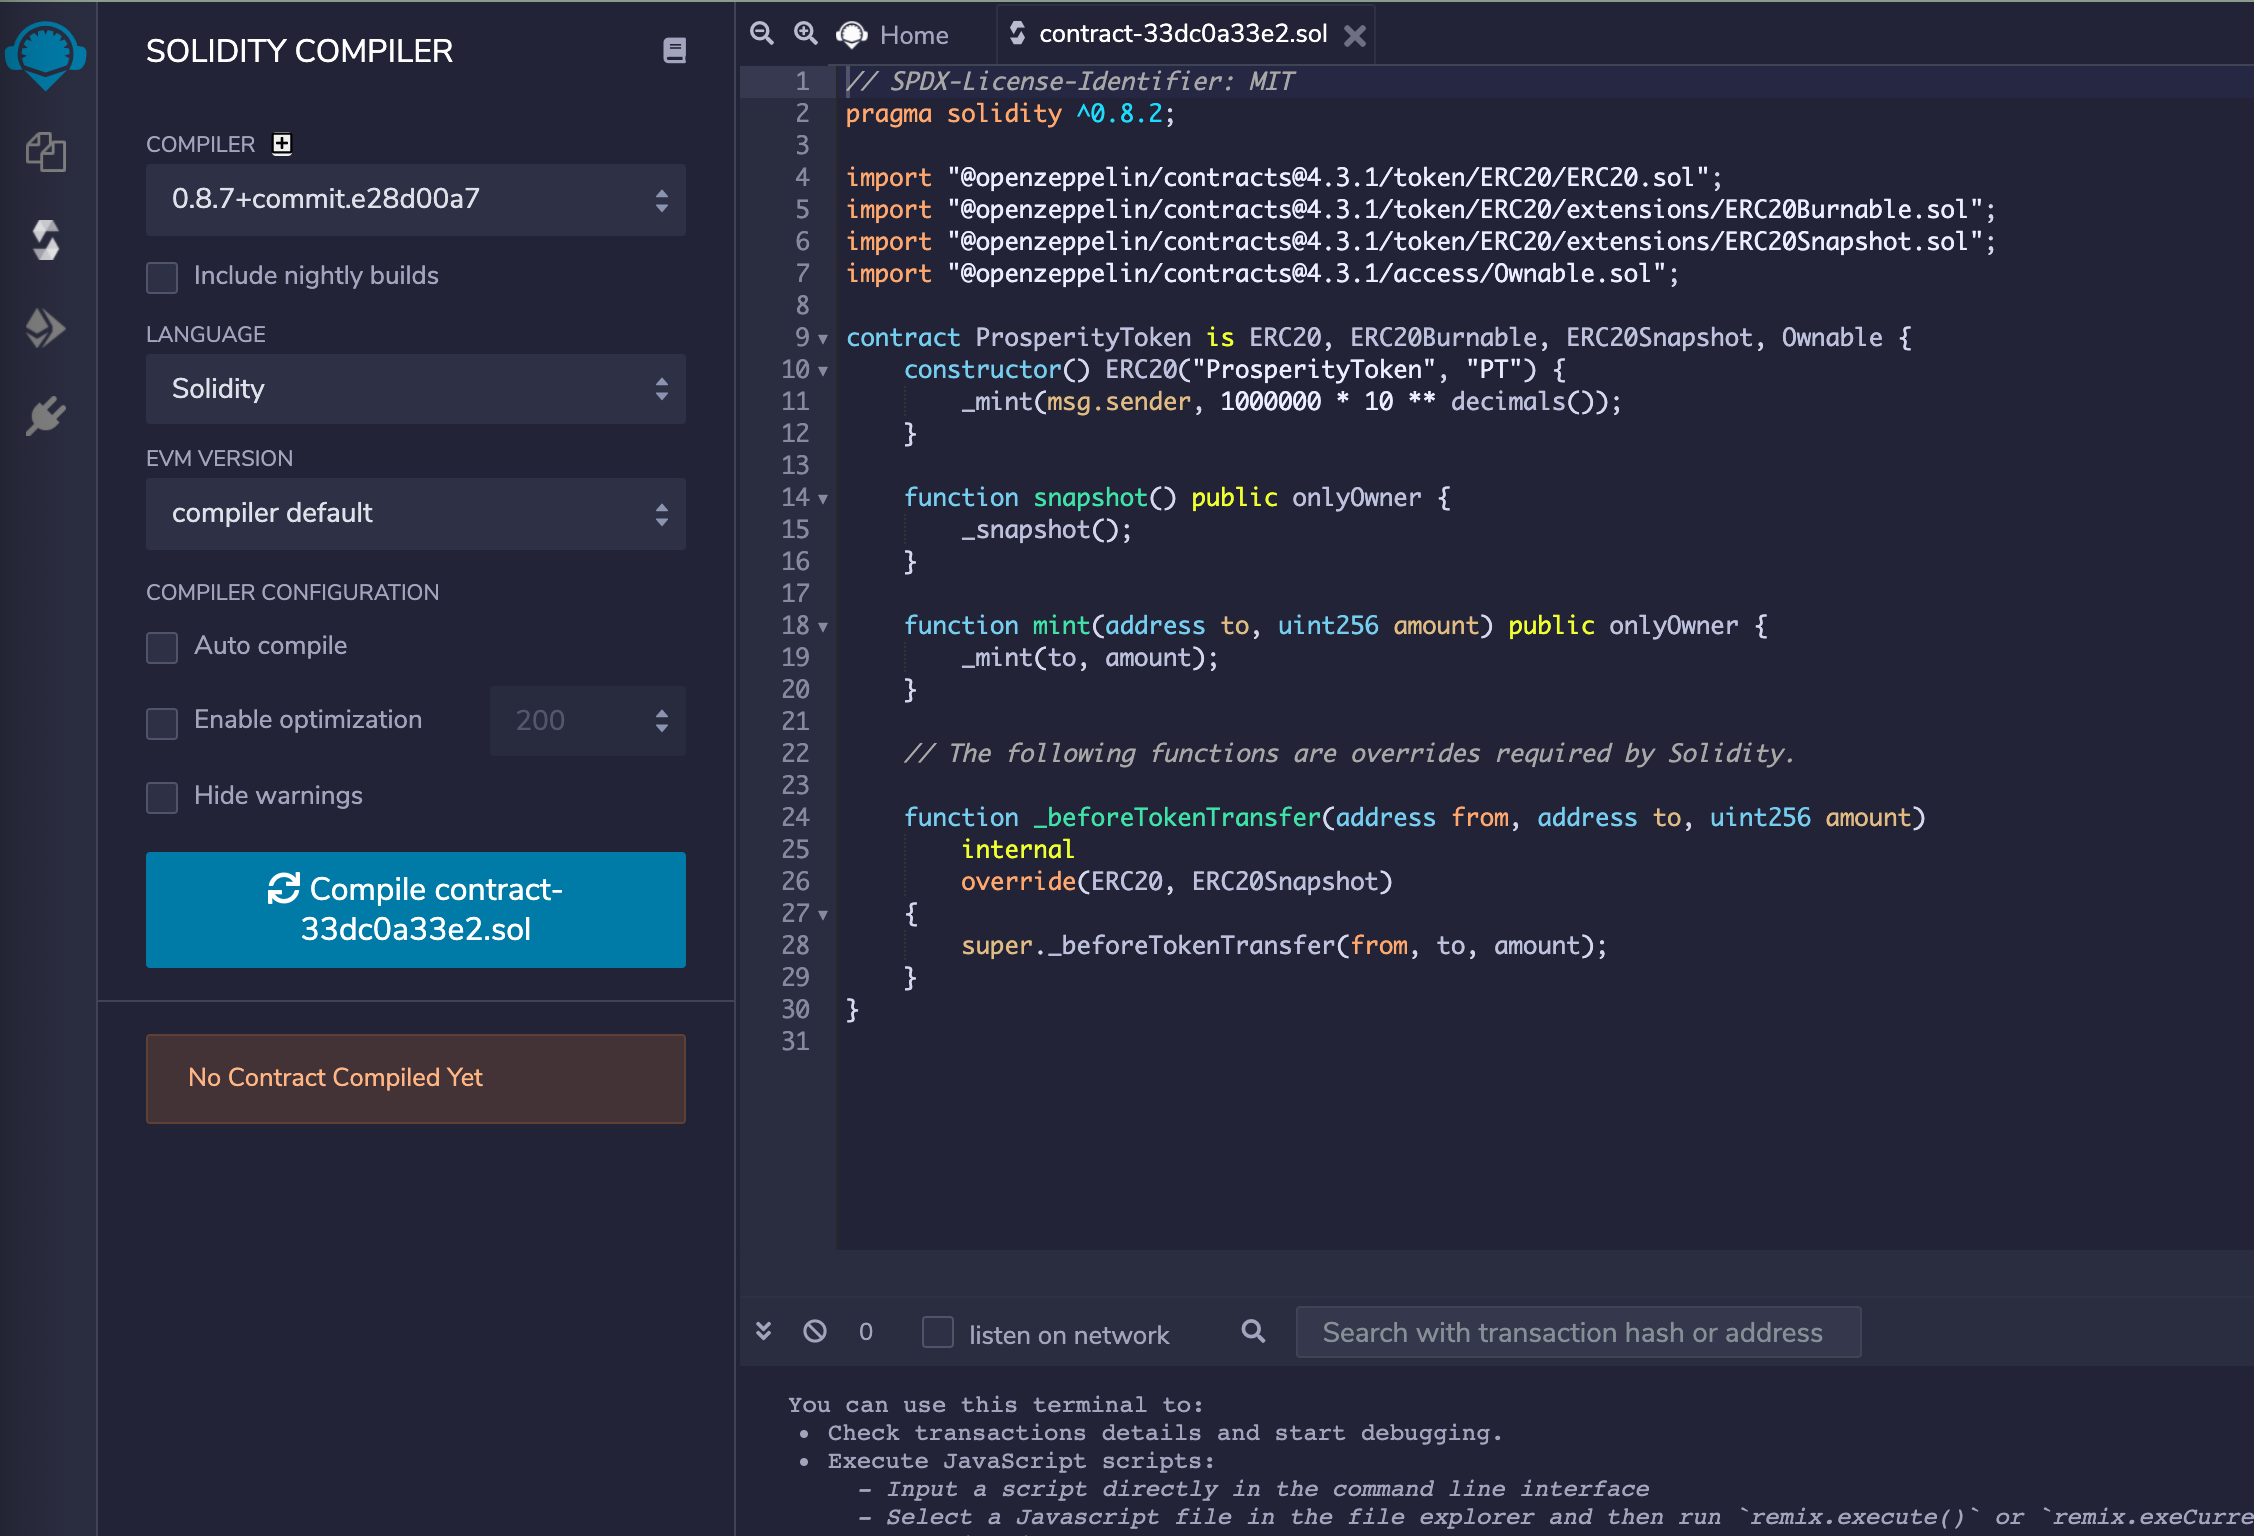 SOLIDITY COMPILER
COMPILER
0.8.7+commit.e28d00a7
Include nightly builds
LANGUAGE
Solidity
EVM VERSION
compiler default
COMPILER CONFIGURATION
Auto compile
Enable optimization 200
Hide warnings
Compile contract-
33dc0a33e2.sol
No Contract Compiled Yet
Home contract-33dc0a33e2.sol
1 // SPDX-License-Identifier: MIT
2 pragma solidity ^0.8.2;
3
4 import "@openzeppelin/contracts@4.3.1/token/ERC20/ERC20.sol";
5 import "@openzeppelin/contracts@4.3.1/token/ERC20/extensions/ERC20Burnable.sol";
6 import "@openzeppelin/contracts@4.3.1/token/ERC20/extensions/ERC20Snapshot.sol";
7 import "@openzeppelin/contracts@4.3.1/access/Ownable.sol";
8
9 contract ProsperityToken is ERC20, ERC20Burnable, ERC20Snapshot, Ownable {
10 constructor() ERC20("ProsperityToken", "PT") {
11 _mint(msg.sender, 1000000 * 10 ** decimals());
12 }
13
14 function snapshot() public onlyOwner {
15 _snapshot();
16 }
17
18 function mint(address to, uint256 amount) public onlyOwner {
19 _mint(to, amount);
20 }
21
22 // The following functions are overrides required by Solidity.
23
24 function _beforeTokenTransfer(address from, address to, uint256 amount)
25 internal
26 override(ERC20, ERC20Snapshot)
27 {
28 super._beforeTokenTransfer(from, to, amount);
29 }
30 }
31
0 listen on network Search with transaction hash or address
You can use this terminal to:
• Check transactions details and start debugging.
• Execute JavaScript scripts:
– Input a script directly in the command line interface
– Select a Javascript file in the file explorer and then run `remix.execute()` or `remix.exeCurre